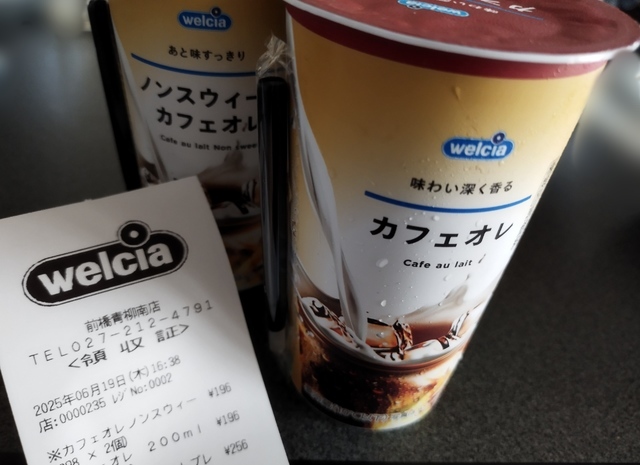 welcia
あと味すっきり
ノンスウィー
カフェオレ
Cafe au lait Non
welcia
味わい深く香る
カフェオレ
Cafe au lait
welcia
前橋青柳南店
TEL027-212-4791
<領収証>
2025年06月19日(木)16:38
店:0000235 レジNo:0002
※カフェオレノンスウィー ¥196
× 2個)
オレ 200ml ¥196
¥256